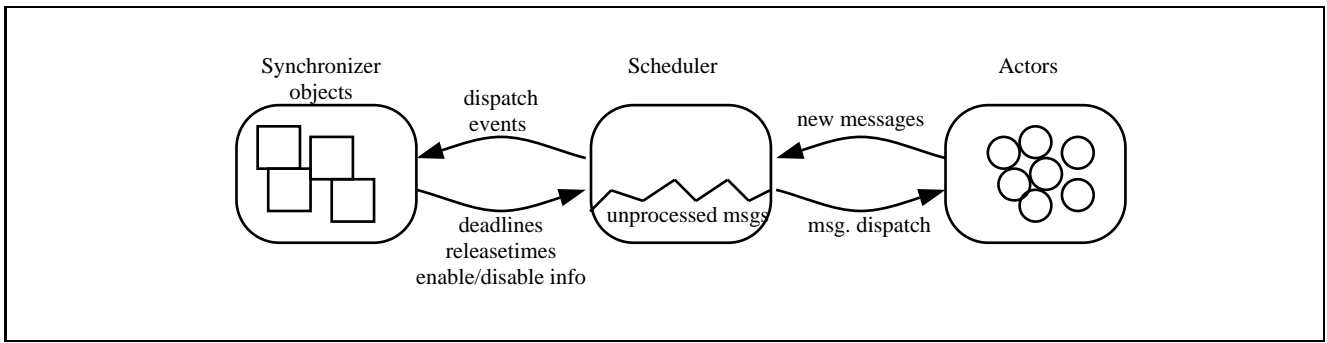 Synchronizer
objects
Scheduler
Actors
dispatch
events
new messages
unprocessed msgs
deadlines
releasetimes
enable/disable info
msg. dispatch